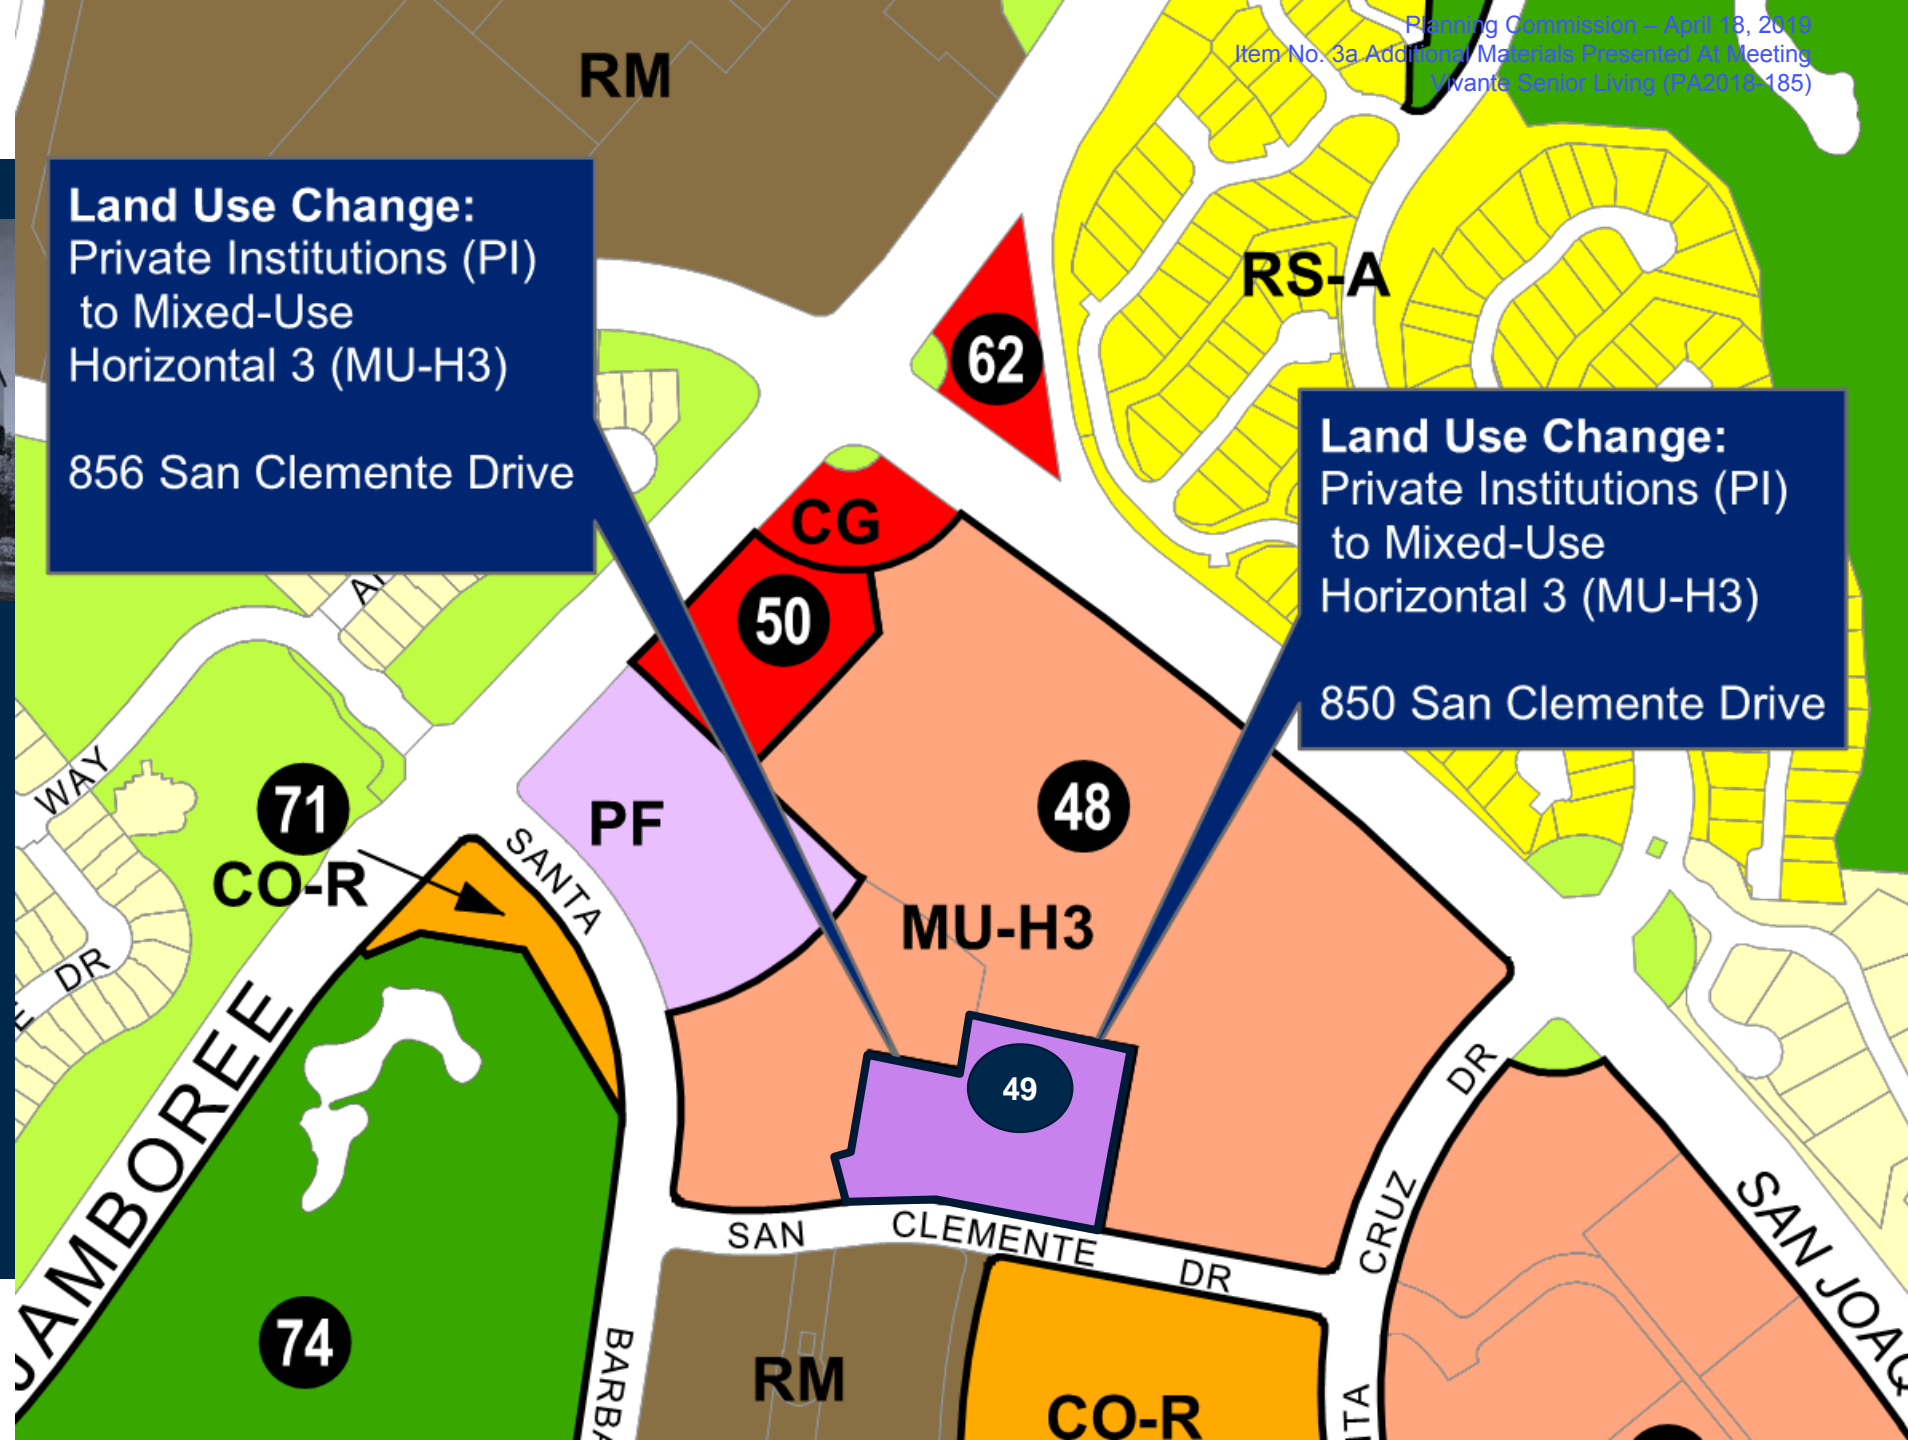 Planning Commission – April 18, 2019
Item No. 3a Additional Materials Presented At Meeting
Vivante Senior Living (PA2018-185)
RM
Land Use Change:
Private Institutions (PI)
to Mixed-Use
Horizontal 3 (MU-H3)
856 San Clemente Drive
RS-A
62
Land Use Change:
Private Institutions (PI)
to Mixed-Use
Horizontal 3 (MU-H3)
850 San Clemente Drive
CG
50
WAY
71
CO-R
PF
48
SANTA
MU-H3
DR
JAMBOREE
49
DR
CRUZ
SAN CLEMENTE DR
SAN JOAQ
74
BARBA
RM
CO-R